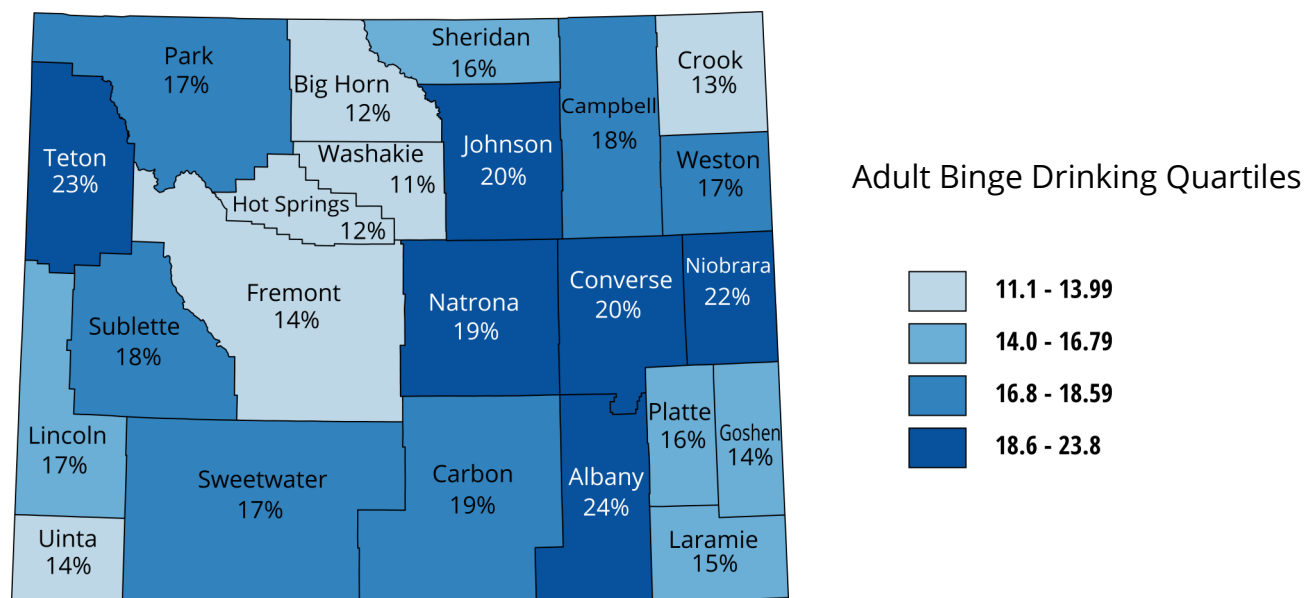 Park
17%
Big Horn
12%
Sheridan
16%
Campbell
18%
Crook
13%
Teton
23%
Washakie
11%
Johnson
20%
Weston
17%
Hot Springs
12%
Fremont
14%
Natrona
19%
Converse
20%
Niobrara
22%
Sublette
18%
Lincoln
17%
Sweetwater
17%
Carbon
19%
Albany
24%
Platte
16%
Goshen
14%
Uinta
14%
Laramie
15%
Adult Binge Drinking Quartiles
11.1 - 13.99
14.0 - 16.79
16.8 - 18.59
18.6 - 23.8